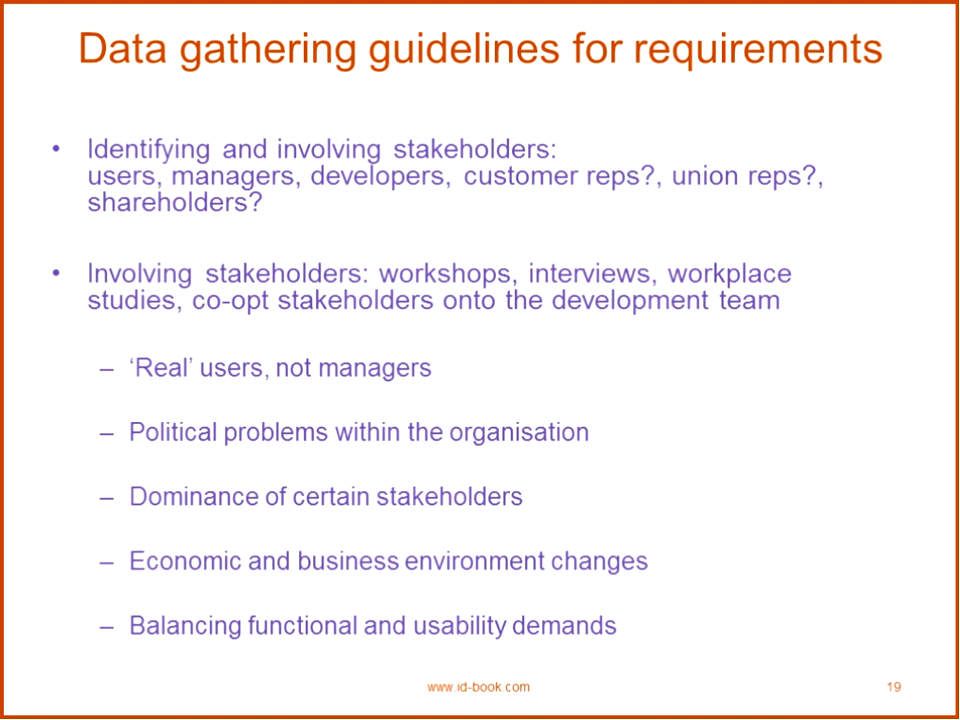 Data gathering guidelines for requirements
• Identifying and involving stakeholders:
users, managers, developers, customer reps?, union reps?,
shareholders?
• Involving stakeholders: workshops, interviews, workplace
studies, co-opt stakeholders onto the development team
– ‘Real’ users, not managers
– Political problems within the organisation
– Dominance of certain stakeholders
– Economic and business environment changes
– Balancing functional and usability demands
www.id-book.com
19